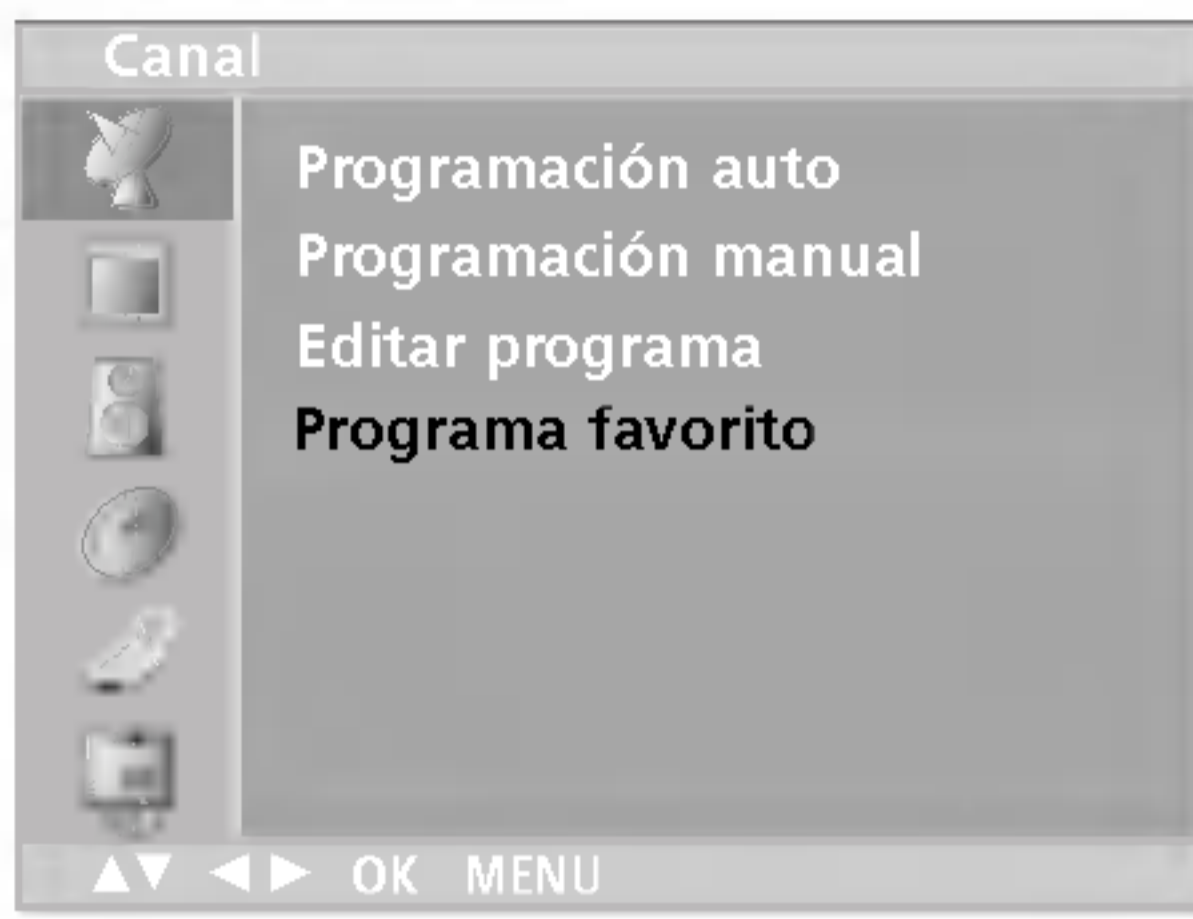 Canal
Programación auto
Programación manual
Editar programa
Programa favorito
▲▼ ◀▶ OK MENU